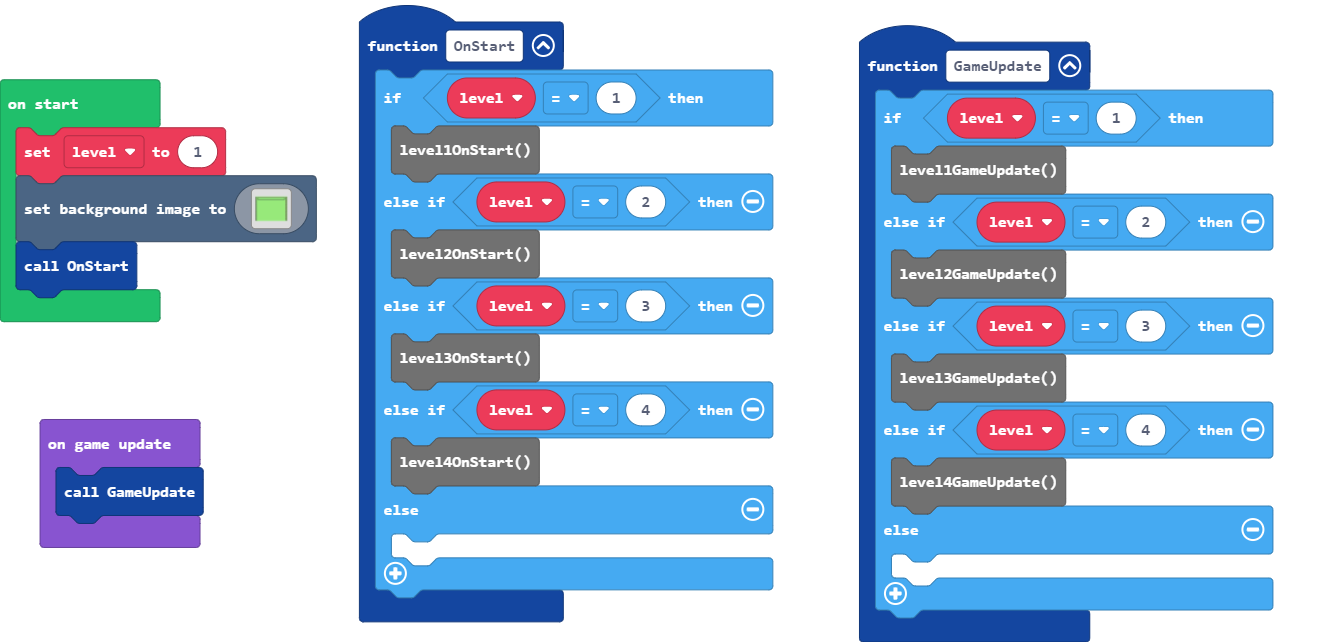 on start
set level to 1
set background image to
call OnStart
on game update
call GameUpdate
function OnStart
if level = 1 then
level1OnStart()
else if level = 2 then
level2OnStart()
else if level = 3 then
level3OnStart()
else if level = 4 then
level4OnStart()
else
function GameUpdate
if level = 1 then
level1GameUpdate()
else if level = 2 then
level2GameUpdate()
else if level = 3 then
level3GameUpdate()
else if level = 4 then
level4GameUpdate()
else